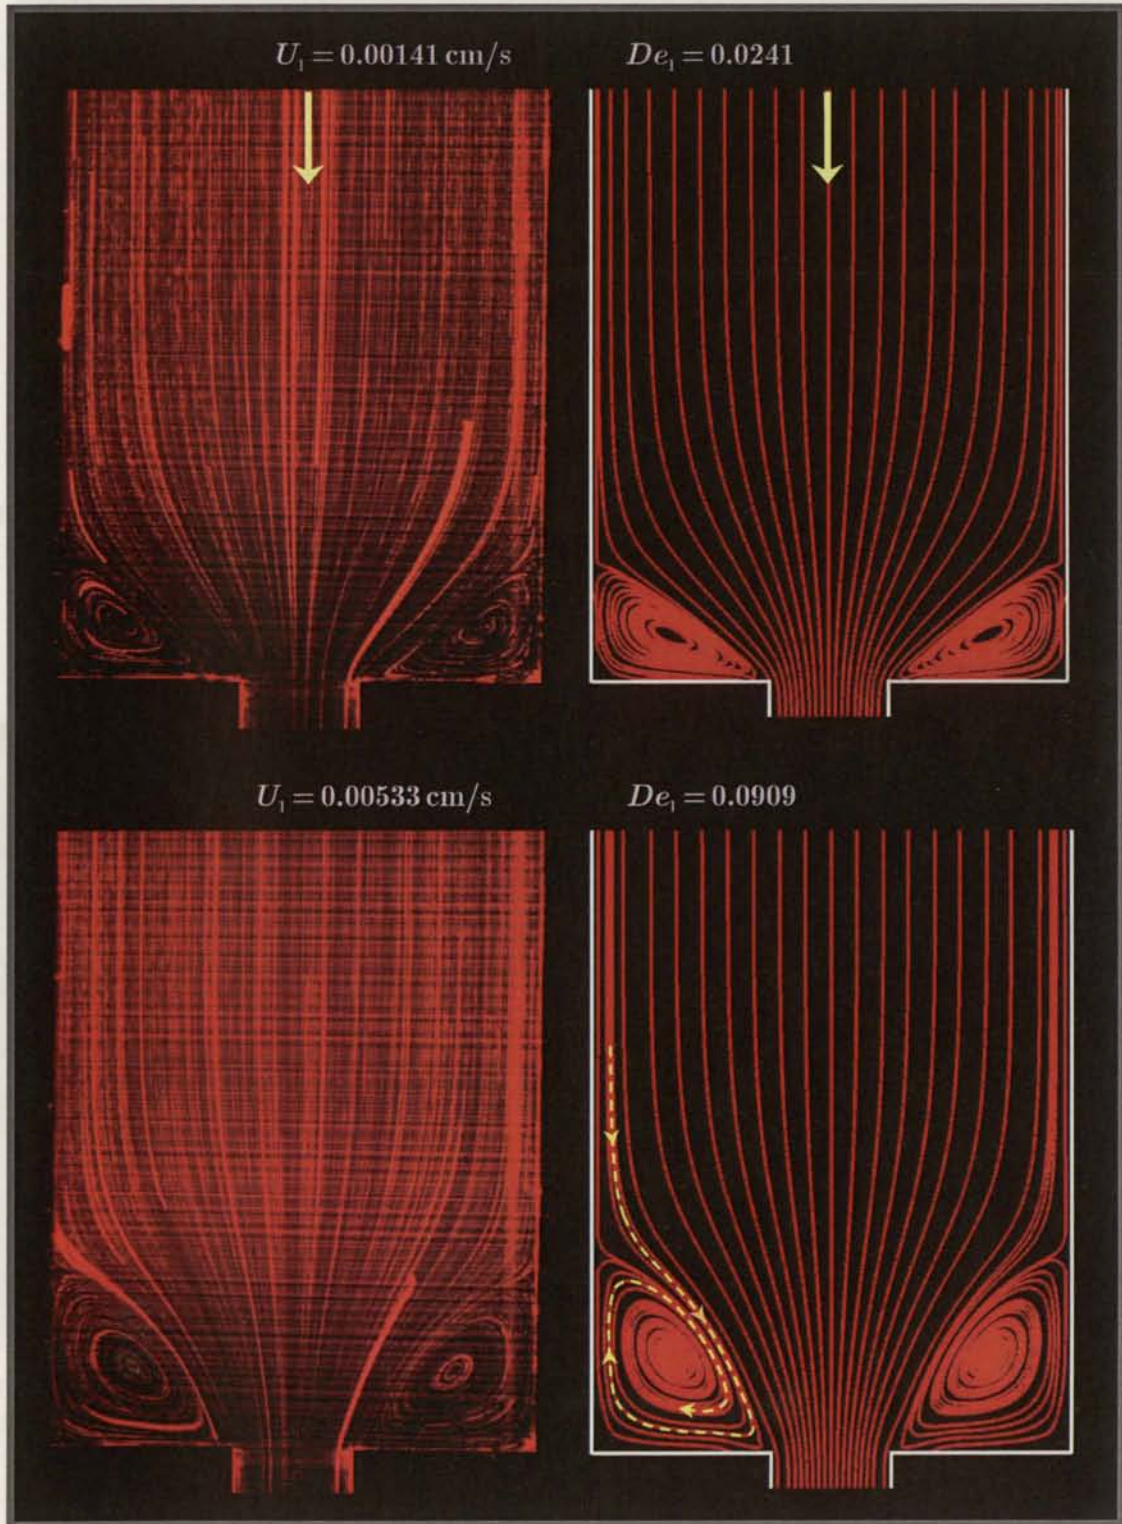 U₁ = 0.00141 cm/s
De₁ = 0.0241
U₁ = 0.00533 cm/s
De₁ = 0.0909